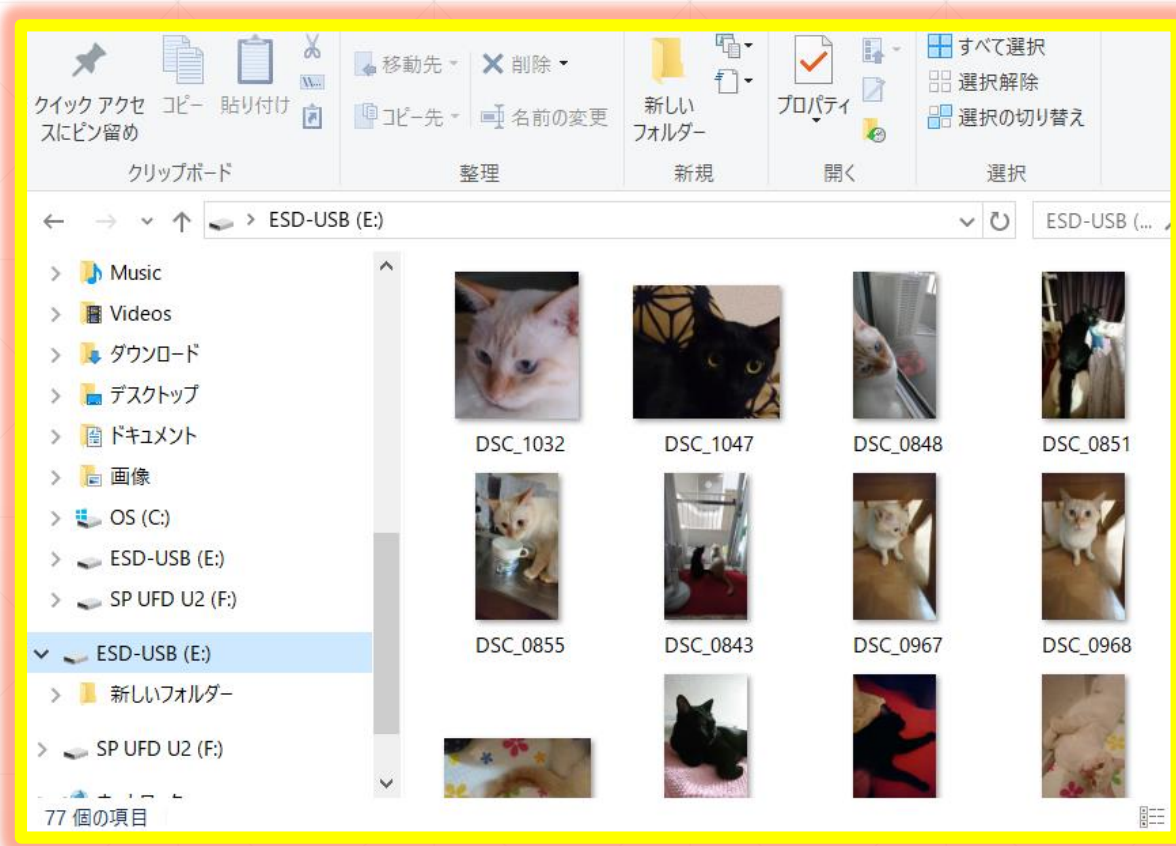 クイック アクセ
スにピン留め
コピー
貼り付け
移動先
コピー先
削除
名前の変更
新しい
フォルダー
プロパティ
すべて選択
選択解除
選択の切り替え
クリップボード
整理
新規
開く
選択
ESD-USB (E:)
ESD-USB (...
Music
Videos
ダウンロード
デスクトップ
ドキュメント
画像
OS (C:)
ESD-USB (E:)
SP UFD U2 (F:)
ESD-USB (E:)
新しいフォルダー
SP UFD U2 (F:)
DSC_1032
DSC_1047
DSC_0848
DSC_0851
DSC_0855
DSC_0843
DSC_0967
DSC_0968
77 個の項目